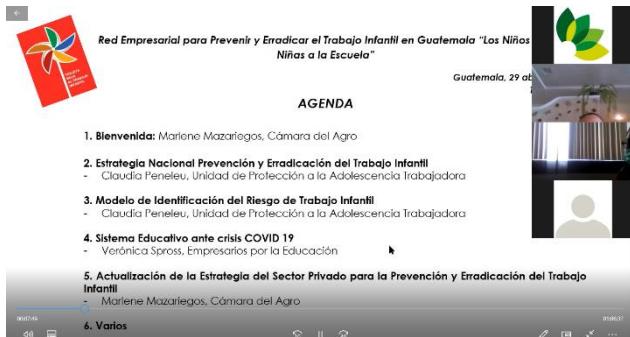 Red Empresarial para Prevenir y Erradicar el Trabajo Infantil en Guatemala "Los Niños
Niñas a la Escuela"
Guatemala, 29
AGENDA
1. Bienvenida: Marlene Mazariegos, Cámara del Agro
2. Estrategia Nacional Prevención y Erradicación del Trabajo Infantil
- Claudia Peneleu, Unidad de Protección a la Adolescencia Trabajadora
3. Modelo de Identificación del Riesgo de Trabajo Infantil
- Claudia Peneleu, Unidad de Protección a la Adolescencia Trabajadora
4. Sistema Educativo ante crisis COVID 19
- Verónica Spross, Empresarios por la Educación
5. Actualización de la Estrategia del Sector Privado para la Prevención y Erradicación del Trabajo
Infantil
- Marlene Mazariegos, Cámara del Agro
6. Varios